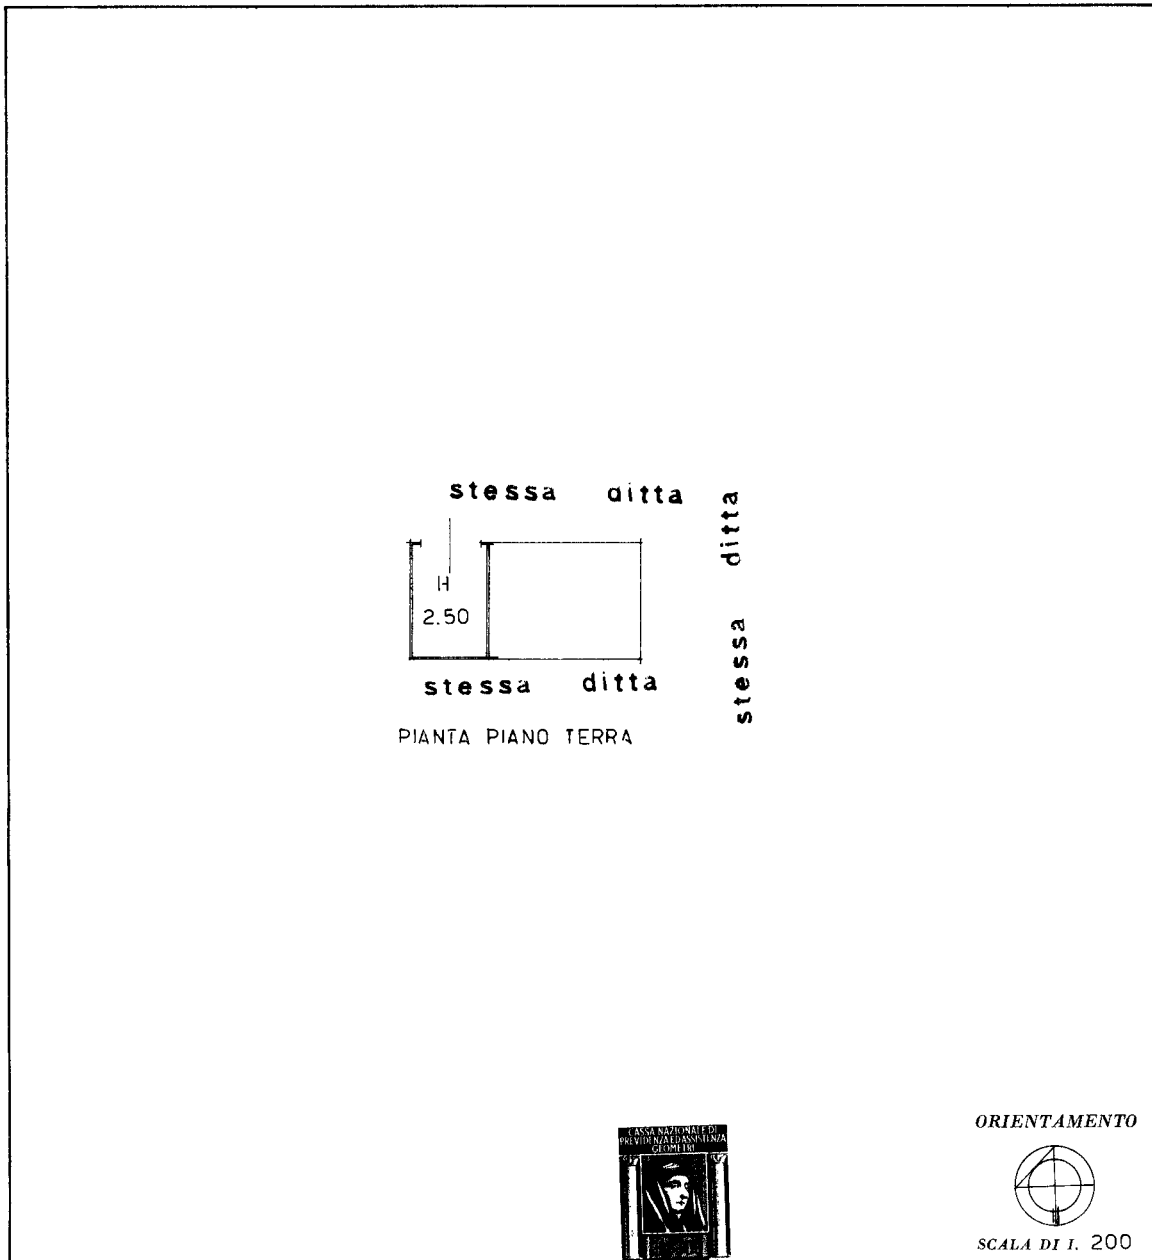 stessa ditta
stessa ditta
H
2.50
stessa ditta
PIANTA PIANO TERRA
CASSA NAZIONALE DI
PREVIDENZA ED ASSISTENZA
GEOMETRI
ORIENTAMENTO
SCALA DI 1. 200